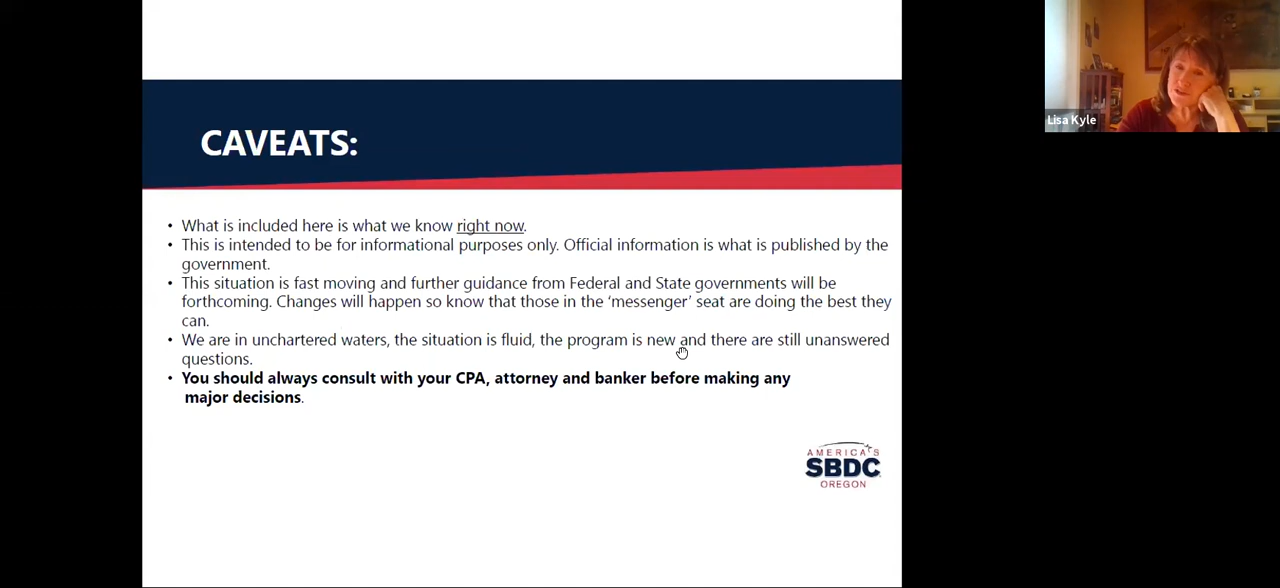 CAVEATS:
Lisa Kyle
• What is included here is what we know right now.
• This is intended to be for informational purposes only. Official information is what is published by the
government.
• This situation is fast moving and further guidance from Federal and State governments will be
forthcoming. Changes will happen so know that those in the ‘messenger’ seat are doing the best they
can.
• We are in unchartered waters, the situation is fluid, the program is new and there are still unanswered
questions.
• You should always consult with your CPA, attorney and banker before making any
major decisions.
AMERICA'S
SBDC
OREGON